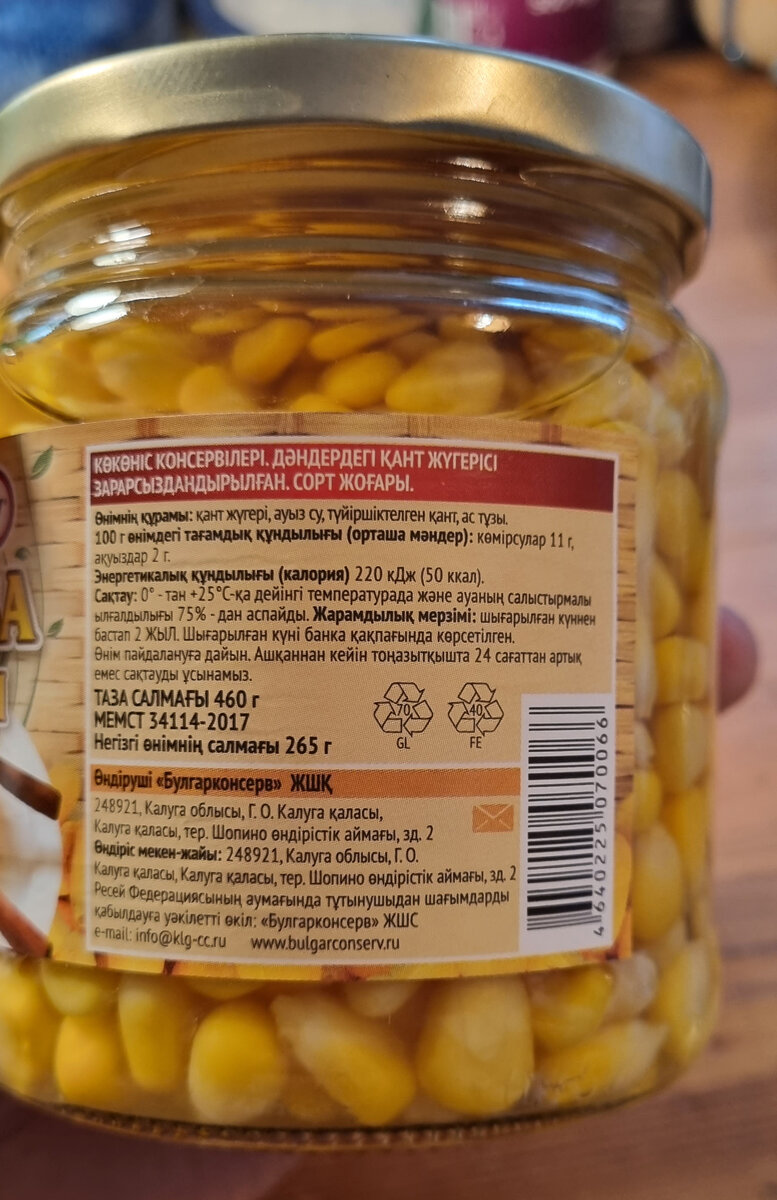 КӨКӨНІС КОНСЕРВІЛЕРІ. ДӘНДЕРДЕГІ ҚАНТ ЖҮГЕРІСІ
ЗАРАРСЫЗДАНДЫРЫЛҒАН. СОРТ ЖОҒАРЫ.
Өнімнің құрамы: қант жүгері, ауыз су, түйіршіктелген қант, ас тұзы.
100 г өнімдегі тағамдық құндылығы (орташа мәндер): көмірсулар 11 г,
ақуыздар 2 г.
Энергетикалық құндылығы (калория) 220 кДж (50 ккал).
Сақтау: 0° - тан +25°С-қа дейінгі температурада және ауаның салыстырмалы
ылғалдылығы 75% - дан аспайды. Жарамдылық мерзімі: шығарылған күннен
бастап 2 ЖЫЛ. Шығарылған күні банка қақпағында көрсетілген.
Өнім пайдалануға дайын. Ашқаннан кейін тоңазытқышта 24 сағаттан артық
емес сақтауды ұсынамыз.
ТАЗА САЛМАҒЫ 460 г
МЕМСТ 34114-2017
Негізгі өнімнің салмағы 265 г
70
GL
40
FE
Өндіруші «Булгарконсерв» ЖШҚ
248921, Калуга облысы, Г. О. Калуга қаласы,
Калуга қаласы, тер. Шопино өндірістік аймағы, зд. 2
Өндіріс мекен-жайы: 248921, Калуга облысы, Г. О.
Калуга қаласы, Калуга қаласы, тер. Шопино өндірістік аймағы, зд. 2
Ресей Федерациясының аумағында тұтынушыдан шағымдарды
қабылдауға уәкілетті өкіл: «Булгарконсерв» ЖШС
e-mail: info@klg-cc.ru www.bulgarconserv.ru
4 640225 070066